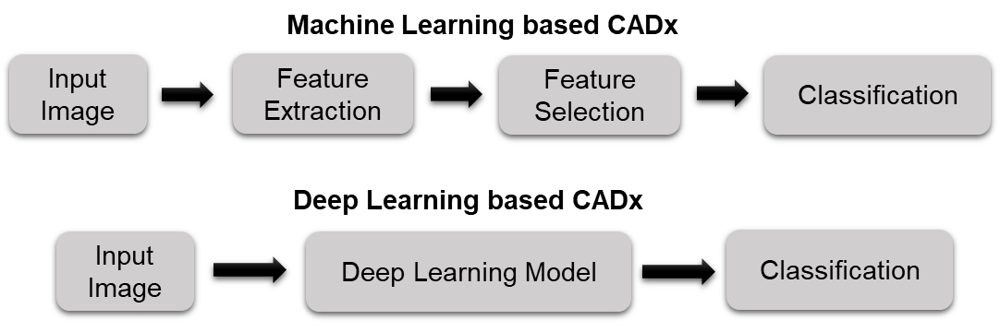 Machine Learning based CADx
Input
Image
Feature
Extraction
Feature
Selection
Classification
Deep Learning based CADx
Input
Image
Deep Learning Model
Classification